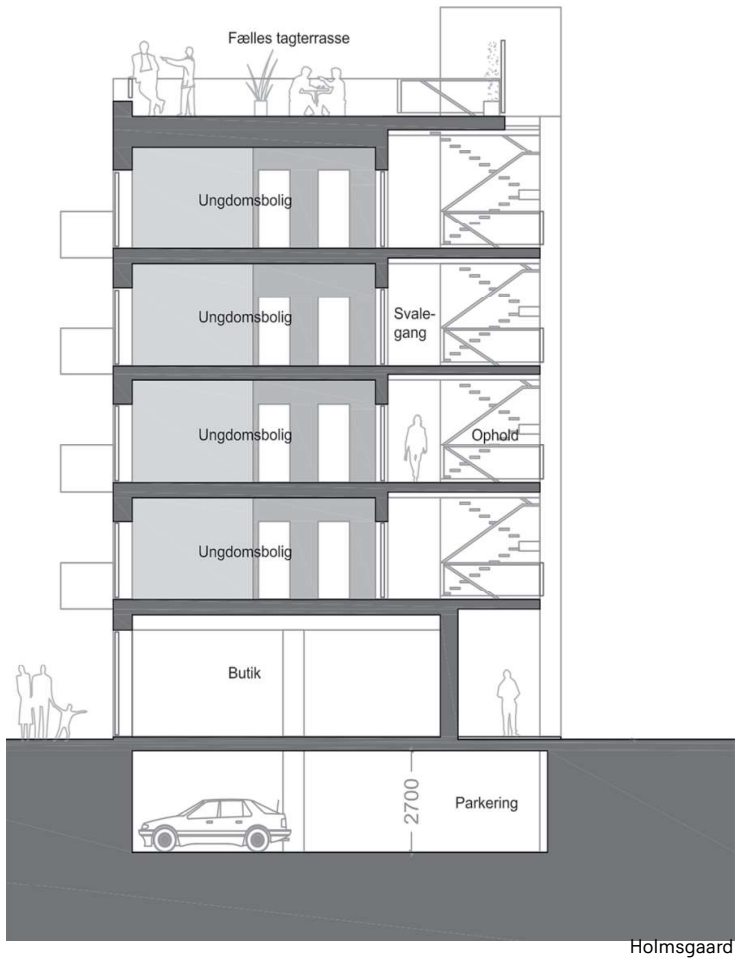 Fælles tagterrasse
Ungdomsbolig
Ungdomsbolig
Svale-
gang
Ungdomsbolig
Ophold
Ungdomsbolig
Butik
2700
Parkering
Holmsgaard